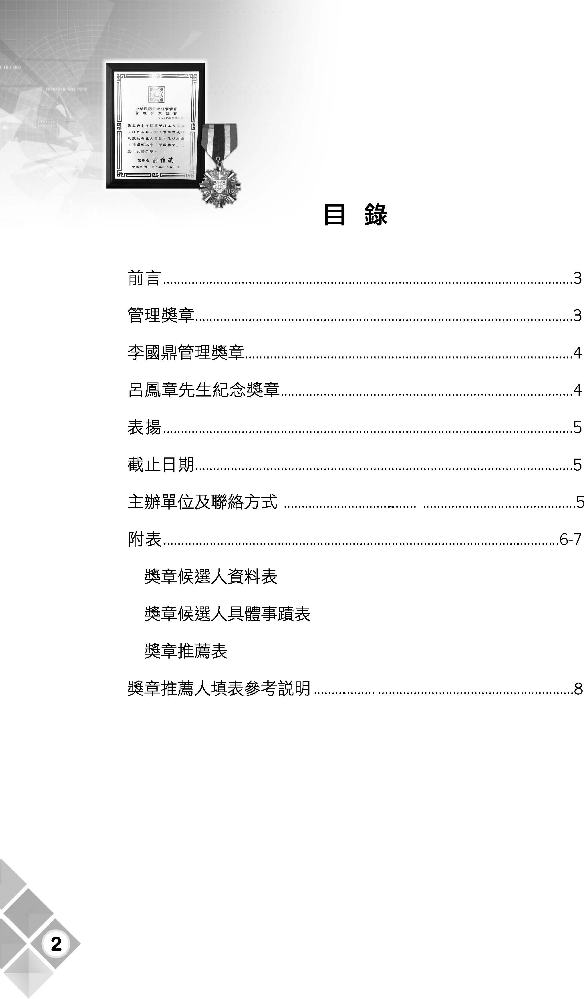 1 10 1 010
10101010 001 1010
中華民國管理科學學會
管理獎章證書
張善政先生從事管理工作
，績效卓著，對國家經濟建設
及發展有重大貢獻，足堪表率
，特頒贈本會「管理獎章」乙
座，以彰榮譽。
理事長 劉維琪
中華民國一〇六年十二月 日
目 錄
前言..........3
管理獎章..........3
李國鼎管理獎章..........4
呂鳳章先生紀念獎章..........4
表揚..........5
截止日期..........5
主辦單位及聯絡方式 ..........5
附表..........6-7
獎章候選人資料表
獎章候選人具體事蹟表
獎章推薦表
獎章推薦人填表參考說明 ..........8
2